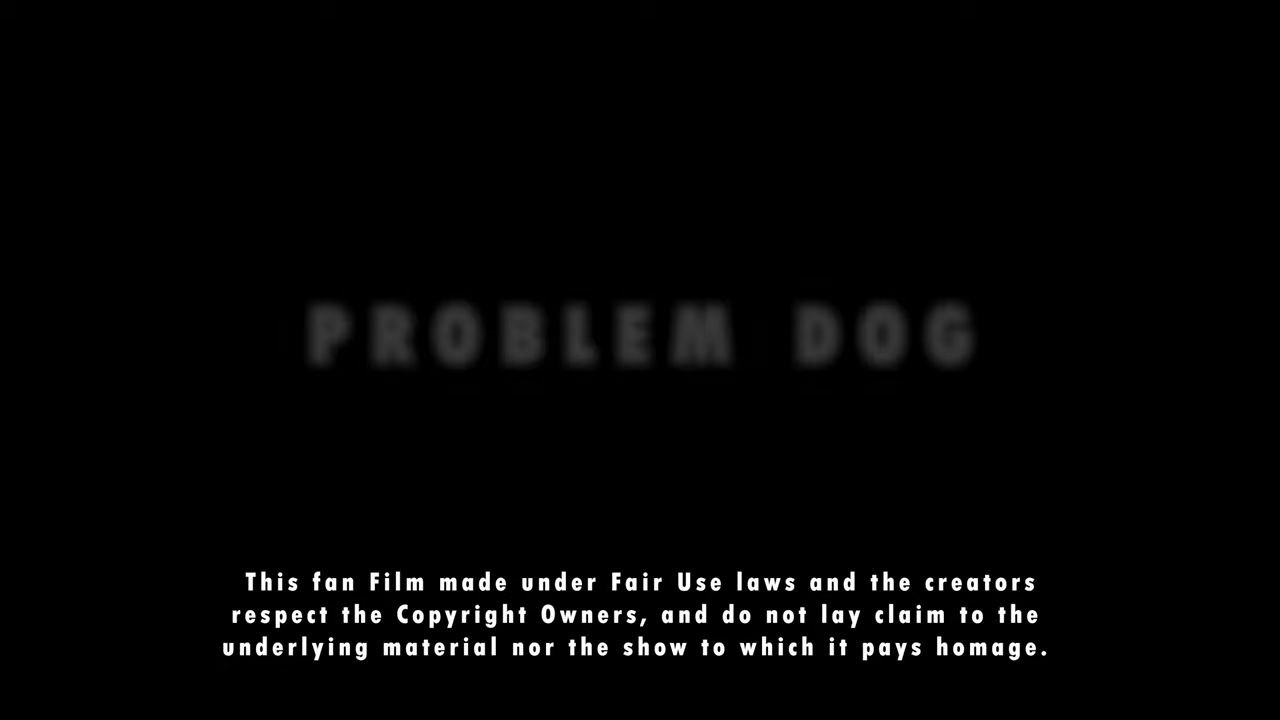 PROBLEM DOG
This fan Film made under Fair Use laws and the creators
respect the Copyright Owners, and do not lay claim to the
underlying material nor the show to which it pays homage.